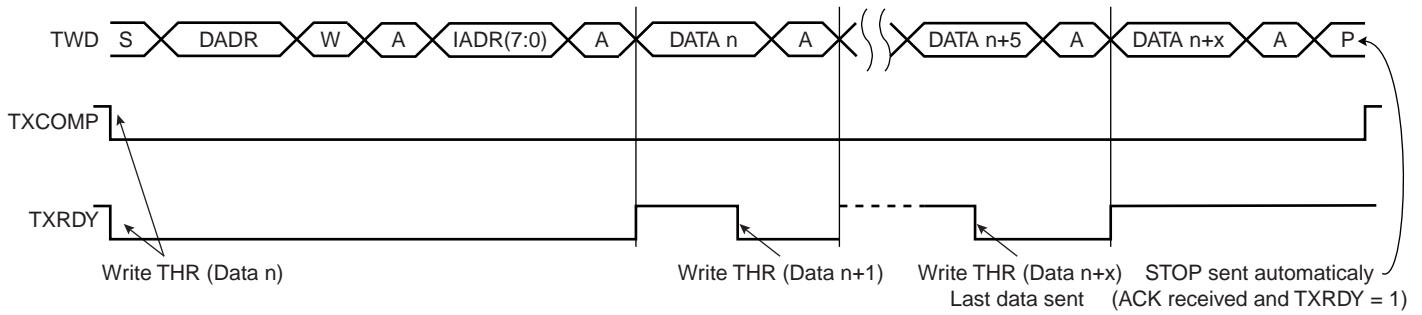 TWD S DADR W A IADR(7:0) A DATA n A DATA n+5 A DATA n+x A P
TXCOMP
TXRDY
Write THR (Data n) Write THR (Data n+1) Write THR (Data n+x) STOP sent automaticaly
Last data sent (ACK received and TXRDY = 1)